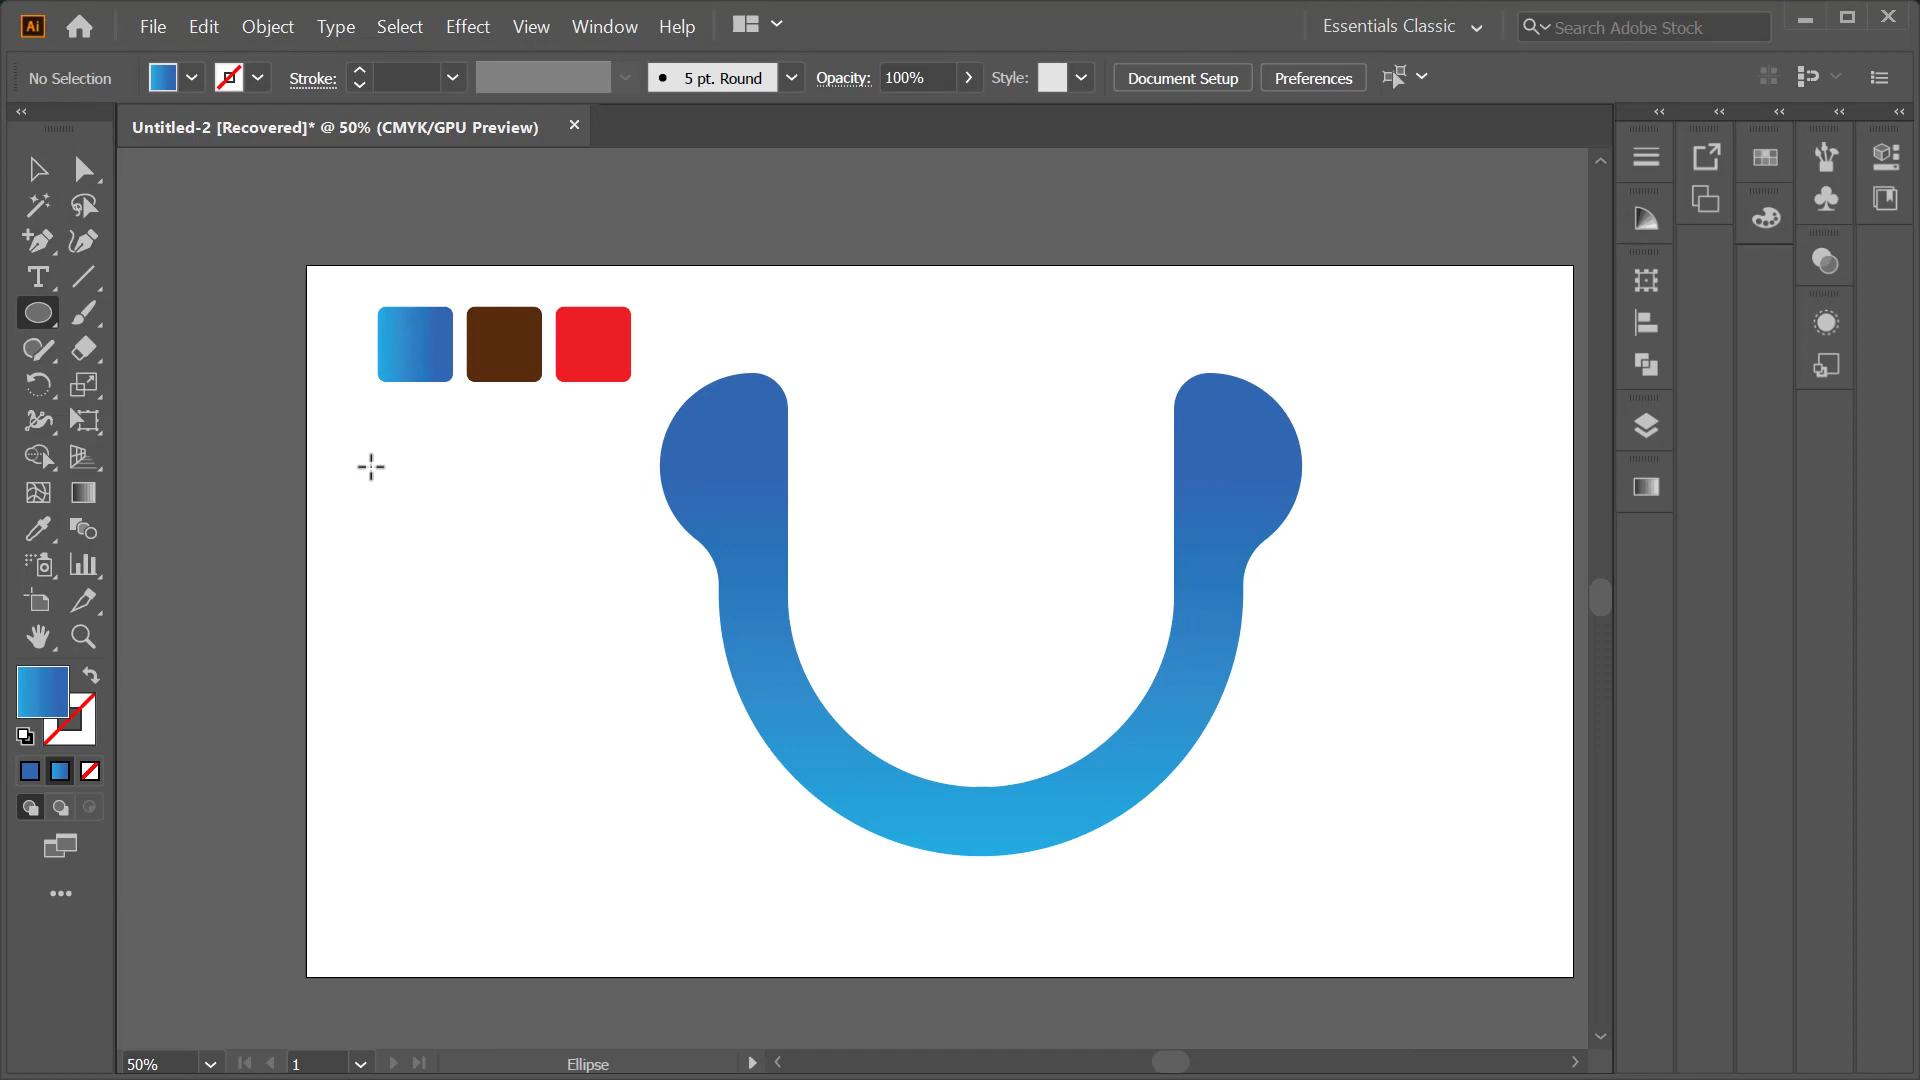 Ai File Edit Object Type Select Effect View Window Help Essentials Classic Search Adobe Stock
No Selection Stroke: 5 pt. Round Opacity: 100% Style: Document Setup Preferences
Untitled-2 [Recovered]* @ 50% (CMYK/GPU Preview)
50% 1 Ellipse